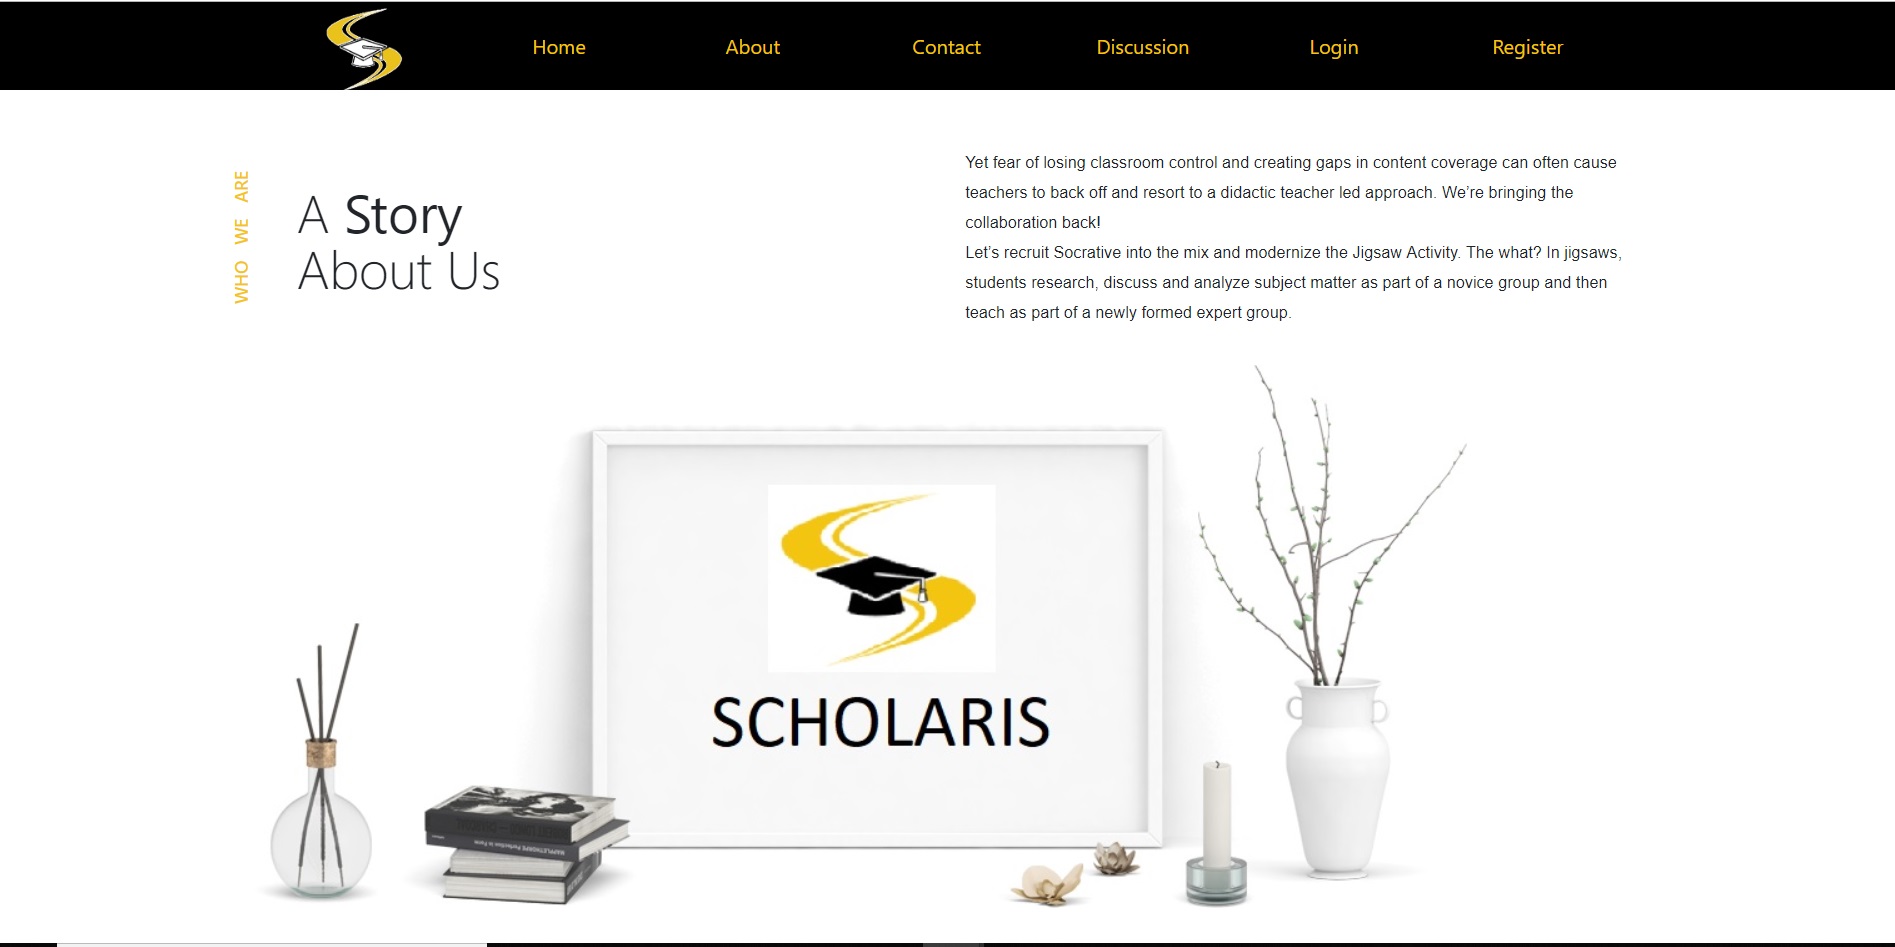 Home
About
Contact
Discussion
Login
Register
WHO WE ARE
A Story
About Us
Yet fear of losing classroom control and creating gaps in content coverage can often cause
teachers to back off and resort to a didactic teacher led approach. We’re bringing the
collaboration back!
Let’s recruit Socrative into the mix and modernize the Jigsaw Activity. The what? In jigsaws,
students research, discuss and analyze subject matter as part of a novice group and then
teach as part of a newly formed expert group.
SCHOLARIS